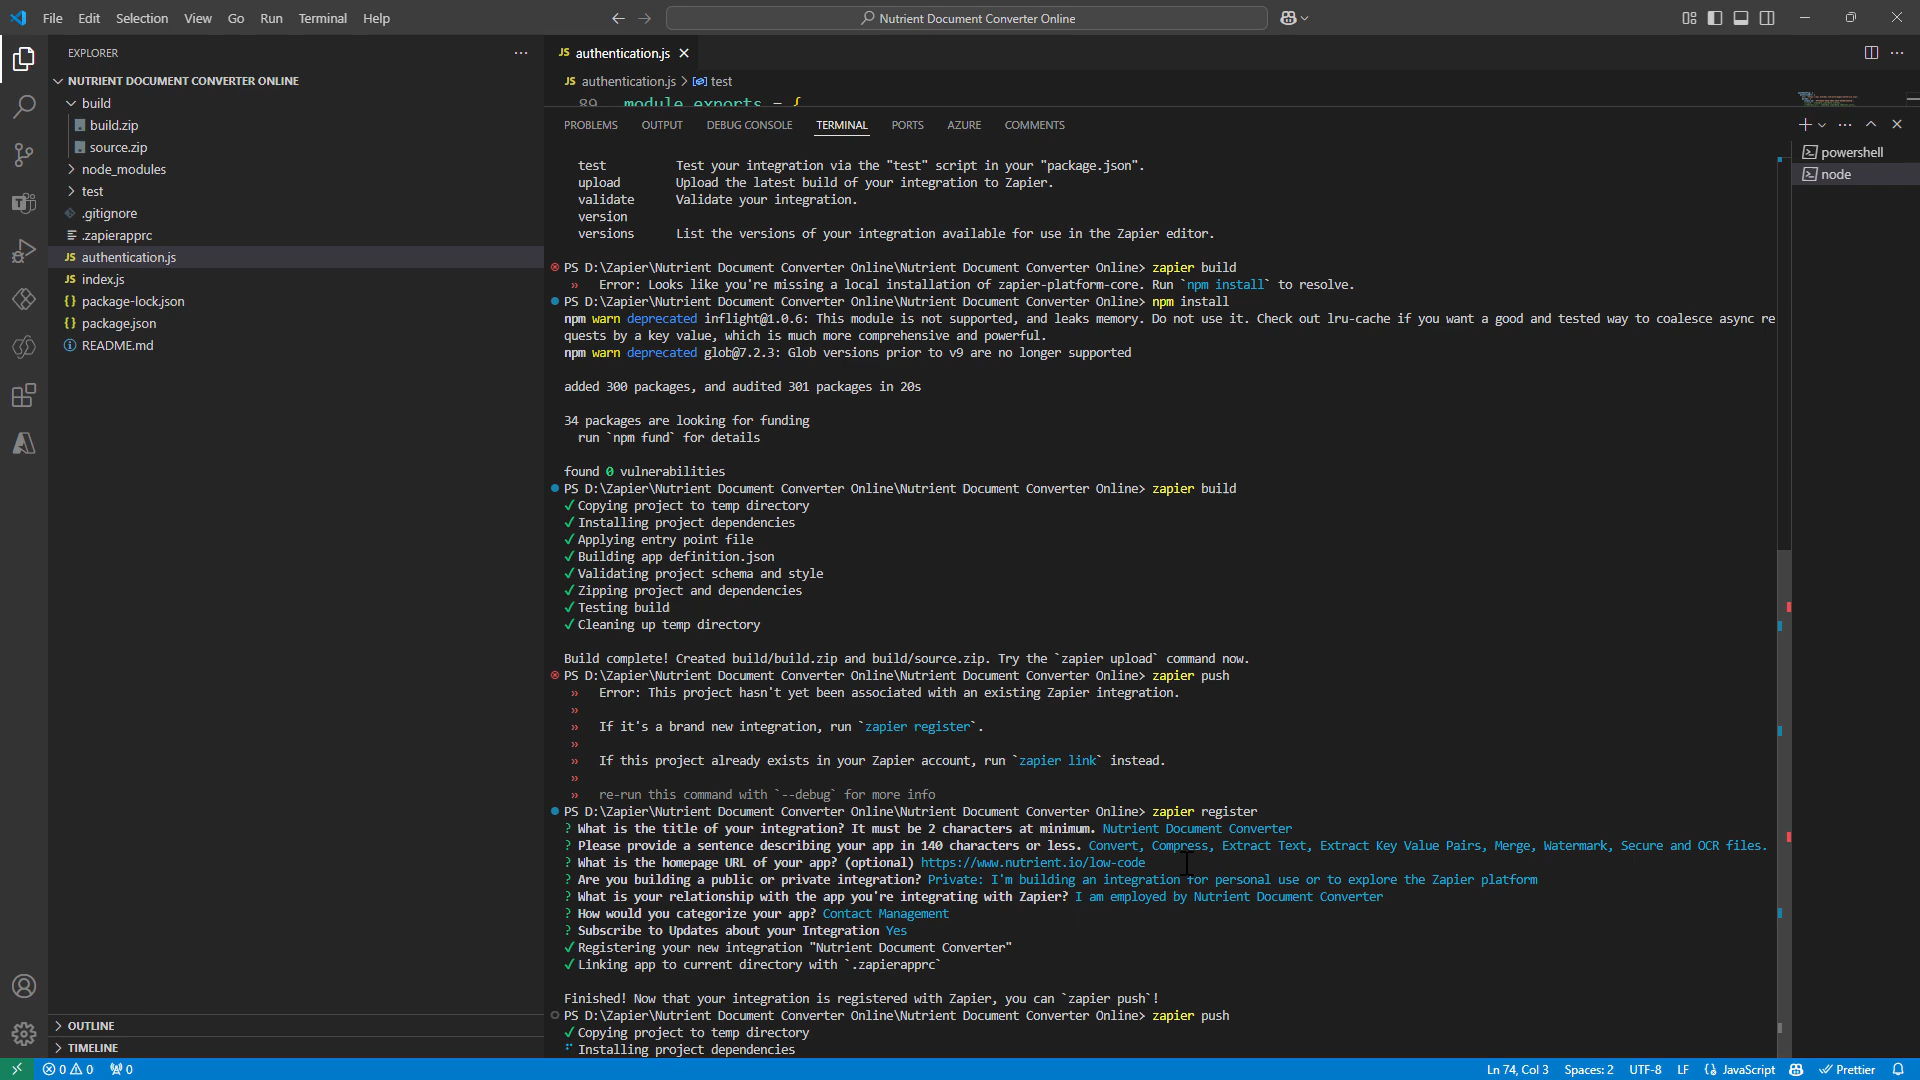 File Edit Selection View Go Run Terminal Help
Nutrient Document Converter Online
EXPLORER
NUTRIENT DOCUMENT CONVERTER ONLINE
build
build.zip
source.zip
node_modules
test
.gitignore
.zapierapprc
JS authentication.js
JS index.js
{} package-lock.json
{} package.json
README.md
OUTLINE
TIMELINE
JS authentication.js
JS authentication.js > test
89 module.exports = {
PROBLEMS OUTPUT DEBUG CONSOLE TERMINAL PORTS AZURE COMMENTS
powershell
node
test Test your integration via the "test" script in your "package.json".
upload Upload the latest build of your integration to Zapier.
validate Validate your integration.
version
versions List the versions of your integration available for use in the Zapier editor.
PS D:\Zapier\Nutrient Document Converter Online\Nutrient Document Converter Online> zapier build
» Error: Looks like you're missing a local installation of zapier-platform-core. Run `npm install` to resolve.
PS D:\Zapier\Nutrient Document Converter Online\Nutrient Document Converter Online> npm install
npm warn deprecated inflight@1.0.6: This module is not supported, and leaks memory. Do not use it. Check out lru-cache if you want a good and tested way to coalesce async re
quests by a key value, which is much more comprehensive and powerful.
npm warn deprecated glob@7.2.3: Glob versions prior to v9 are no longer supported
added 300 packages, and audited 301 packages in 20s
34 packages are looking for funding
run `npm fund` for details
found 0 vulnerabilities
PS D:\Zapier\Nutrient Document Converter Online\Nutrient Document Converter Online> zapier build
✓ Copying project to temp directory
✓ Installing project dependencies
✓ Applying entry point file
✓ Building app definition.json
✓ Validating project schema and style
✓ Zipping project and dependencies
✓ Testing build
✓ Cleaning up temp directory
Build complete! Created build/build.zip and build/source.zip. Try the `zapier upload` command now.
PS D:\Zapier\Nutrient Document Converter Online\Nutrient Document Converter Online> zapier push
» Error: This project hasn't yet been associated with an existing Zapier integration.
»
» If it's a brand new integration, run `zapier register`.
»
» If this project already exists in your Zapier account, run `zapier link` instead.
»
» re-run this command with `--debug` for more info
PS D:\Zapier\Nutrient Document Converter Online\Nutrient Document Converter Online> zapier register
? What is the title of your integration? It must be 2 characters at minimum. Nutrient Document Converter
? Please provide a sentence describing your app in 140 characters or less. Convert, Compress, Extract Text, Extract Key Value Pairs, Merge, Watermark, Secure and OCR files.
? What is the homepage URL of your app? (optional) https://www.nutrient.io/low-code
? Are you building a public or private integration? Private: I'm building an integration for personal use or to explore the Zapier platform
? What is your relationship with the app you're integrating with Zapier? I am employed by Nutrient Document Converter
? How would you categorize your app? Contact Management
? Subscribe to Updates about your Integration Yes
✓ Registering your new integration "Nutrient Document Converter"
✓ Linking app to current directory with `.zapierapprc`
Finished! Now that your integration is registered with Zapier, you can `zapier push`!
PS D:\Zapier\Nutrient Document Converter Online\Nutrient Document Converter Online> zapier push
✓ Copying project to temp directory
Installing project dependencies
0 0 0 Ln 74, Col 3 Spaces: 2 UTF-8 LF {} JavaScript Prettier